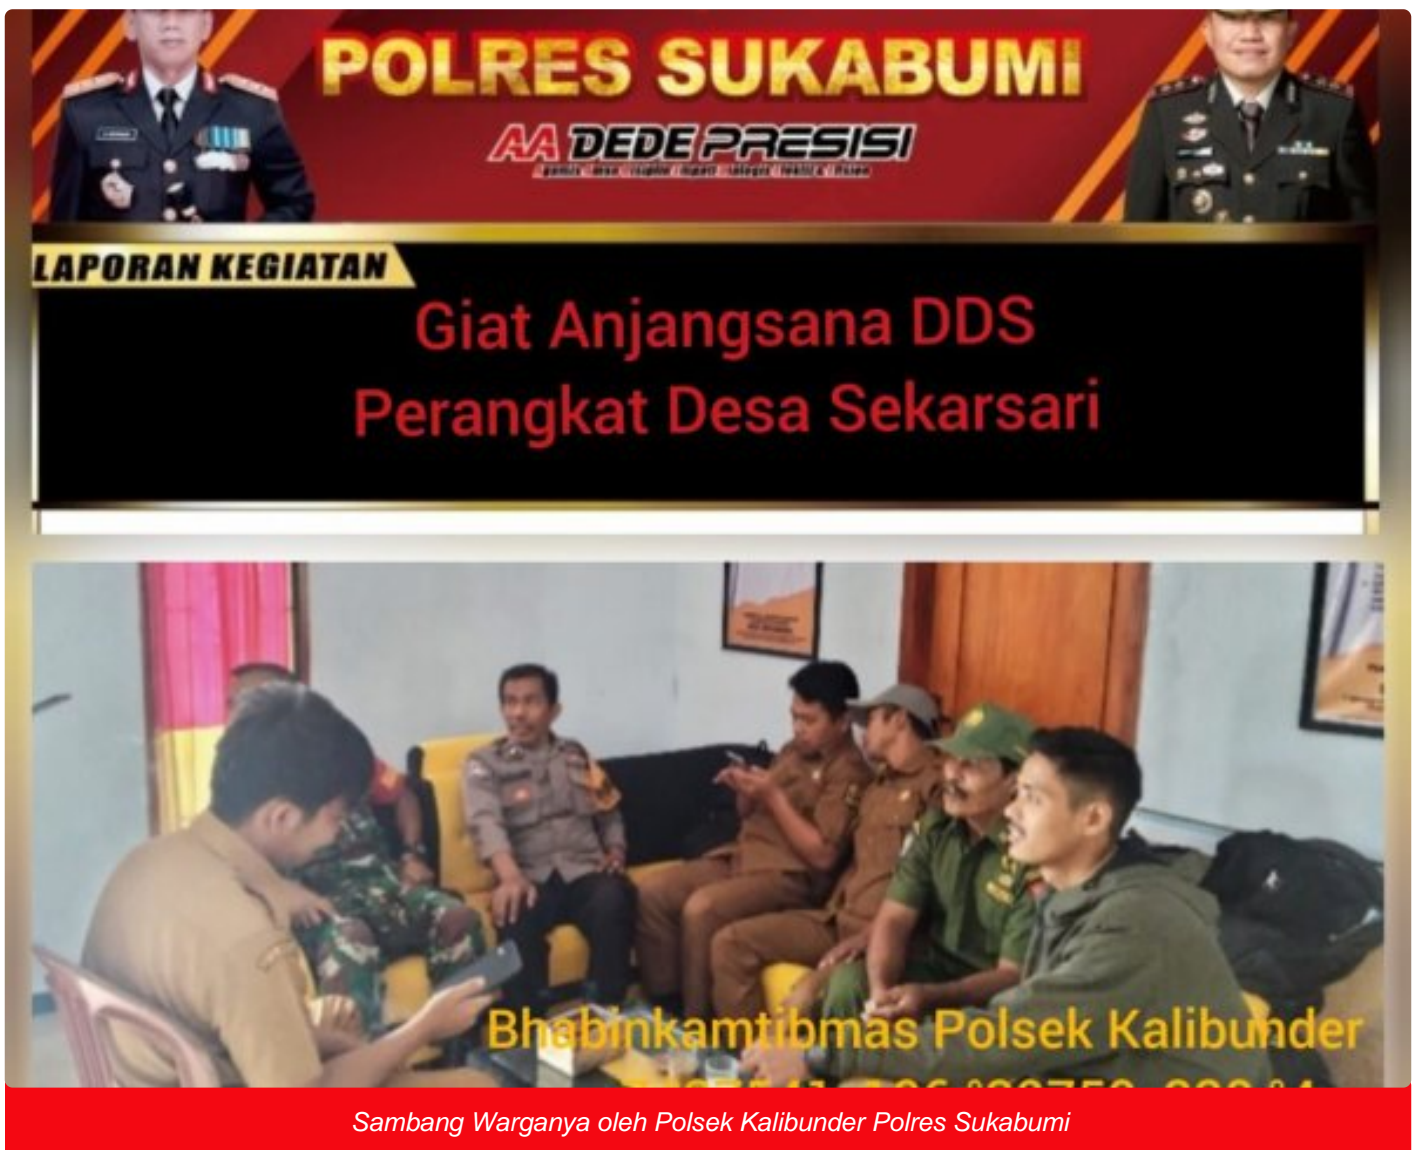 POLRES SUKABUMI
AA DEDE PRESISI
LAPORAN KEGIATAN
Giat Anjangsana DDS
Perangkat Desa Sekarsari
Bhabinkamtibmas Polsek Kalibunder
Sambang Warganya oleh Polsek Kalibunder Polres Sukabumi